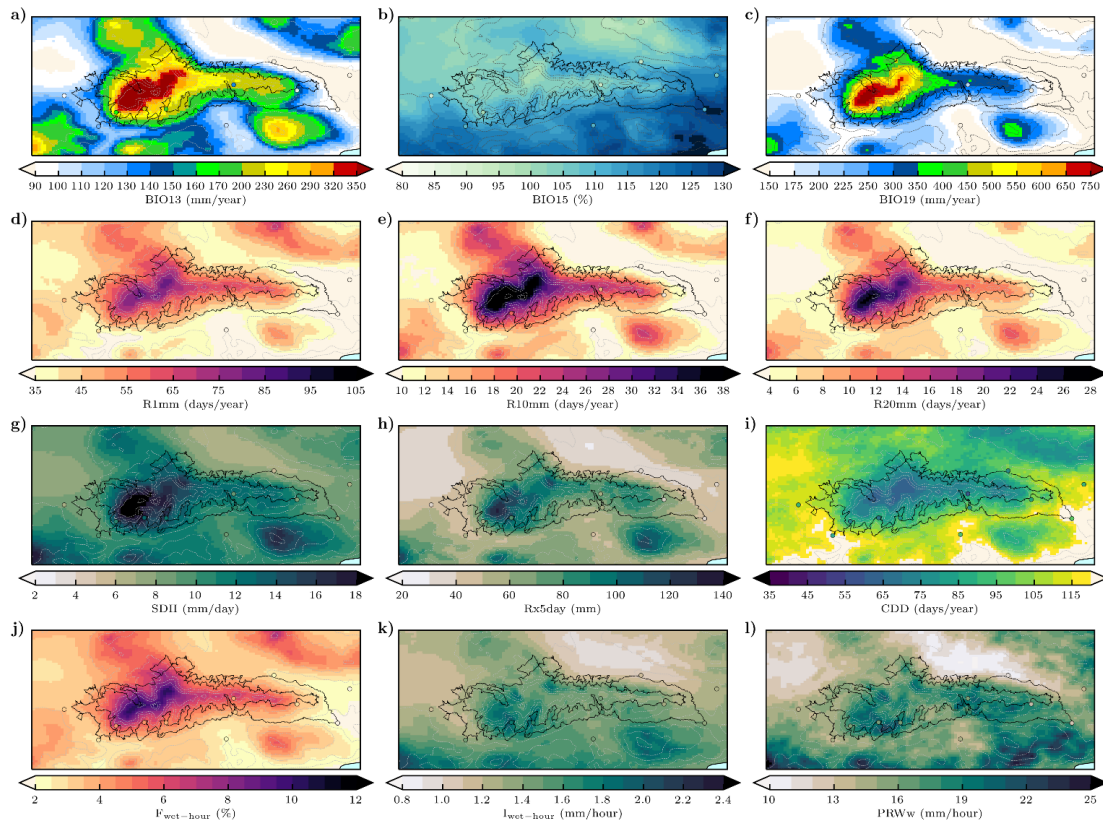 a)
b)
c)
90 100 110 130 140 150 160 170 200 230 260 290 320 350
BIO13 (mm/year)
80 85 90 95 100 105 110 115 120 125 130
BIO15 (%)
150 175 200 225 250 300 350 400 450 500 550 600 650 750
BIO19 (mm/year)
d)
e)
f)
35 45 55 65 75 85 95 105
R1mm (days/year)
10 12 14 16 18 20 22 24 26 28 30 32 34 36 38
R10mm (days/year)
4 6 8 10 12 14 16 18 20 22 24 26 28
R20mm (days/year)
g)
h)
i)
2 4 6 8 10 12 14 16 18
SDII (mm/day)
20 40 60 80 100 120 140
Rx5day (mm)
35 45 55 65 75 85 95 105 115
CDD (days/year)
j)
k)
l)
2 4 6 8 10 12
F wet−hour (%)
0.8 1.0 1.2 1.4 1.6 1.8 2.0 2.2 2.4
I wet−hour (mm/hour)
10 13 16 19 22 25
PRWw (mm/hour)